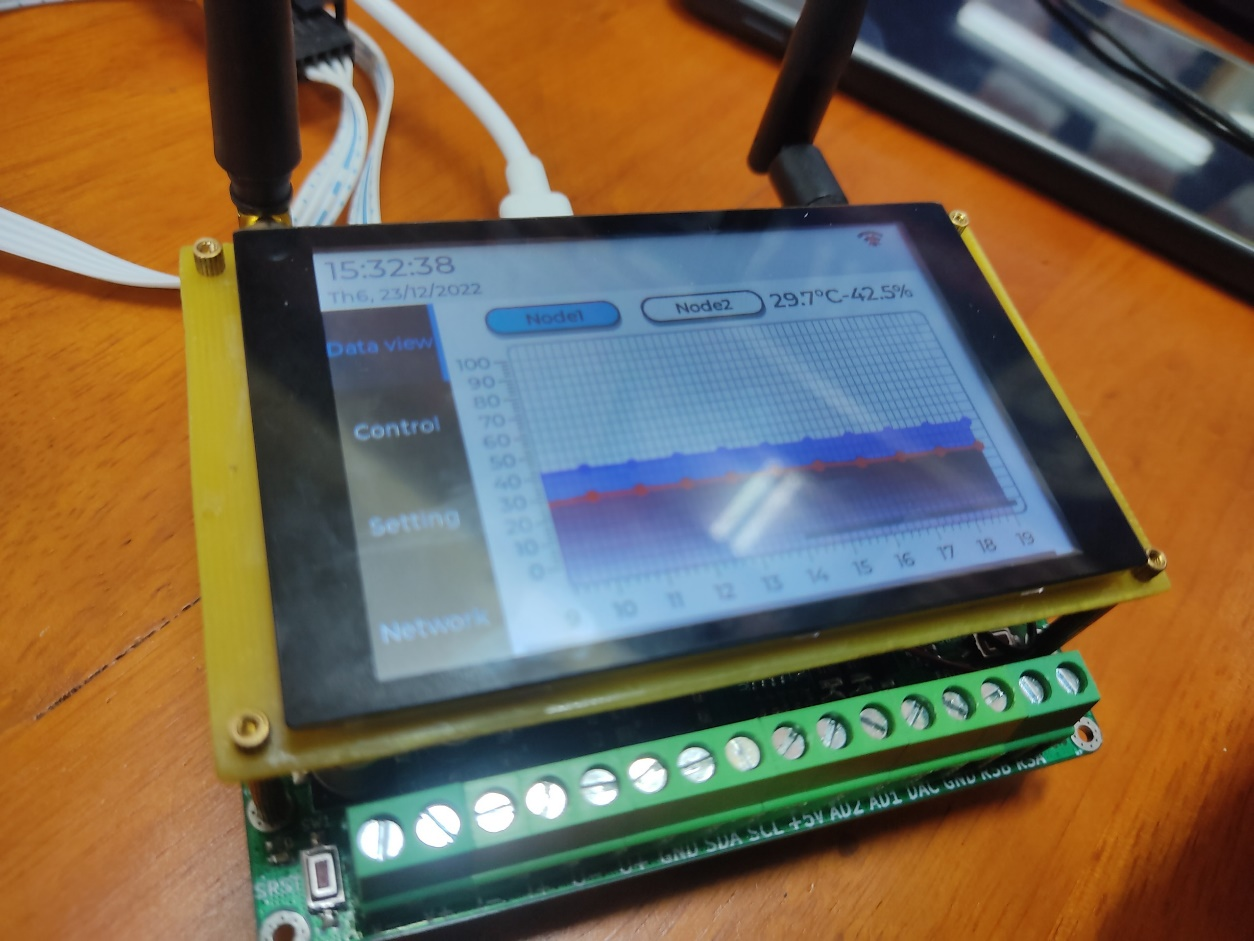 15:32:38
Th6, 23/12/2022
Node1
Node2
29.7°C-42.5%
Data view
Control
Setting
Network
100
90
80
70
60
50
40
30
20
10
0
9 10 11 12 13 14 15 16 17 18 19
GND SDA SCL +5V AD2 AD1 DAC GND RSB RSA
SRST